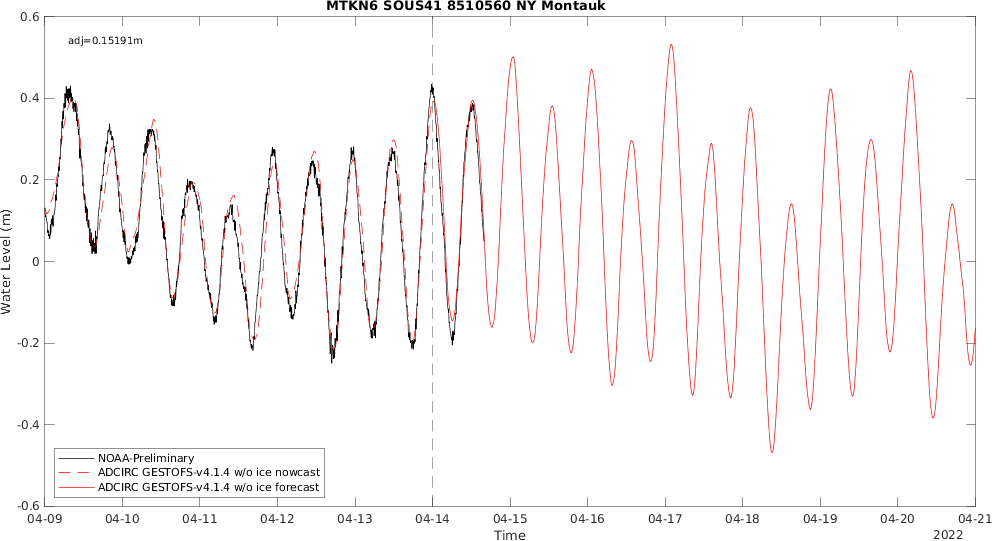 MTKN6 SOUS41 8510560 NY Montauk
adj=0.15191m
0.6
0.4
0.2
0
-0.2
-0.4
-0.6
Water Level (m)
NOAA-Preliminary
ADCIRC GESTOFS-v4.1.4 w/o ice nowcast
ADCIRC GESTOFS-v4.1.4 w/o ice forecast
04-09 04-10 04-11 04-12 04-13 04-14 04-15 04-16 04-17 04-18 04-19 04-20 04-21
Time
2022